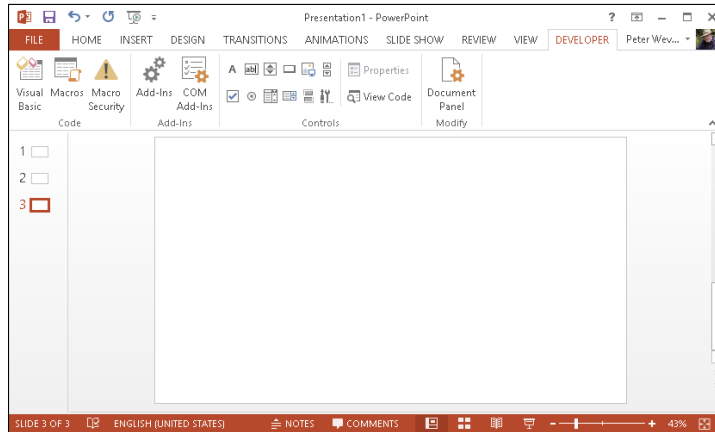 Presentation1 - PowerPoint
FILE HOME INSERT DESIGN TRANSITIONS ANIMATIONS SLIDE SHOW REVIEW VIEW DEVELOPER Peter Wev...
A abl Properties
Visual Basic Macros Macro Security Add-Ins COM Add-Ins View Code Document Panel
Code Add-Ins Controls Modify
1
2
3
SLIDE 3 OF 3 ENGLISH (UNITED STATES) NOTES COMMENTS 43%